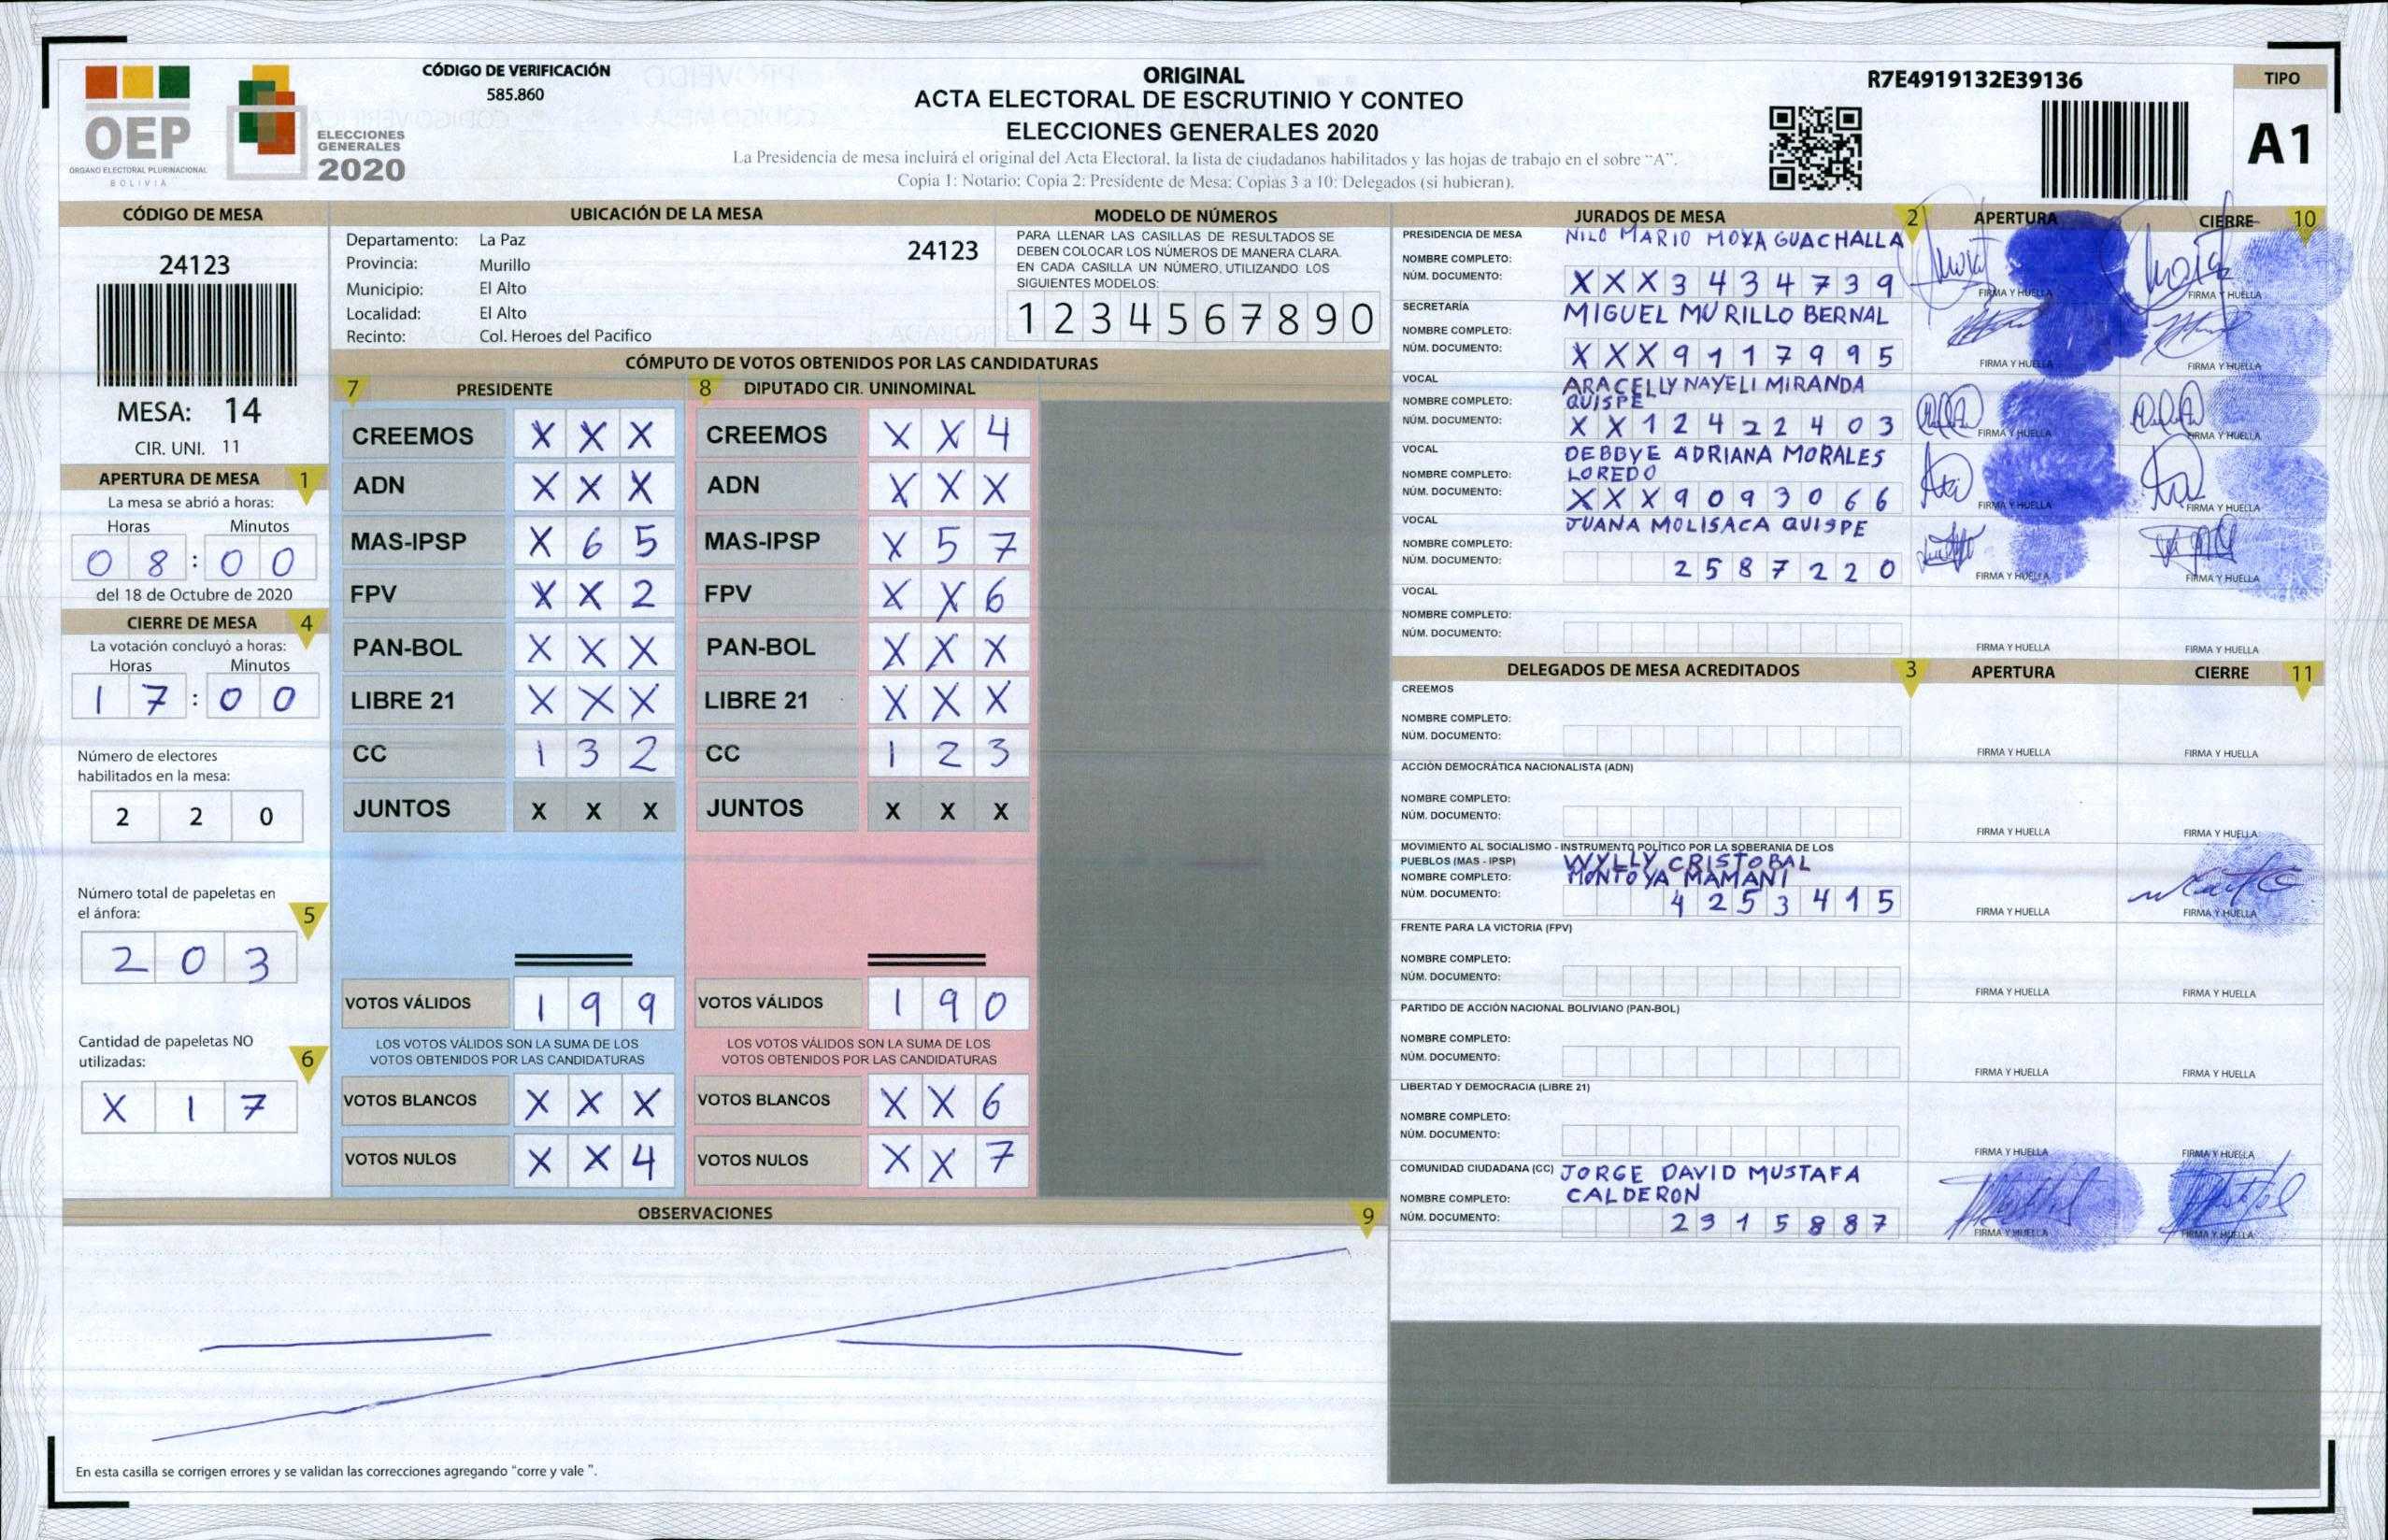 OEP
ÓRGANO ELECTORAL PLURINACIONAL
BOLIVIA
ELECCIONES
GENERALES
2020
CÓDIGO DE VERIFICACIÓN
585.860
ORIGINAL
ACTA ELECTORAL DE ESCRUTINIO Y CONTEO
ELECCIONES GENERALES 2020
La Presidencia de mesa incluirá el original del Acta Electoral, la lista de ciudadanos habilitados y las hojas de trabajo en el sobre “A”.
Copia 1: Notario; Copia 2: Presidente de Mesa; Copias 3 a 10: Delegados (si hubieran).
R7E4919132E39136
TIPO
A1
CÓDIGO DE MESA
24123
MESA: 14
CIR. UNI. 11
APERTURA DE MESA 1
La mesa se abrió a horas:
Horas Minutos
0 8 : 0 0
del 18 de Octubre de 2020
CIERRE DE MESA 4
La votación concluyó a horas:
Horas Minutos
1 7 : 0 0
Número de electores
habilitados en la mesa:
2 2 0
Número total de papeletas en
el ánfora: 5
2 0 3
Cantidad de papeletas NO
utilizadas: 6
X 1 7
UBICACIÓN DE LA MESA
Departamento: La Paz 24123
Provincia: Murillo
Municipio: El Alto
Localidad: El Alto
Recinto: Col. Heroes del Pacifico
MODELO DE NÚMEROS
PARA LLENAR LAS CASILLAS DE RESULTADOS SE
DEBEN COLOCAR LOS NÚMEROS DE MANERA CLARA.
EN CADA CASILLA UN NÚMERO, UTILIZANDO LOS
SIGUIENTES MODELOS:
1 2 3 4 5 6 7 8 9 0
CÓMPUTO DE VOTOS OBTENIDOS POR LAS CANDIDATURAS
7 PRESIDENTE 8 DIPUTADO CIR. UNINOMINAL
CREEMOS X X X CREEMOS X X 4
ADN X X X ADN X X X
MAS-IPSP X 6 5 MAS-IPSP X 5 7
FPV X X 2 FPV X X 6
PAN-BOL X X X PAN-BOL X X X
LIBRE 21 X X X LIBRE 21 X X X
CC 1 3 2 CC 1 2 3
JUNTOS X X X JUNTOS X X X
VOTOS VÁLIDOS 1 9 9 VOTOS VÁLIDOS 1 9 0
LOS VOTOS VÁLIDOS SON LA SUMA DE LOS LOS VOTOS VÁLIDOS SON LA SUMA DE LOS
VOTOS OBTENIDOS POR LAS CANDIDATURAS VOTOS OBTENIDOS POR LAS CANDIDATURAS
VOTOS BLANCOS X X X VOTOS BLANCOS X X 6
VOTOS NULOS X X 4 VOTOS NULOS X X 7
OBSERVACIONES 9
En esta casilla se corrigen errores y se validan las correcciones agregando “corre y vale ”.
JURADOS DE MESA 2 APERTURA CIERRE 10
PRESIDENCIA DE MESA NILO MARIO MOYA GUACHALLA
NOMBRE COMPLETO:
NÚM. DOCUMENTO: X X X 3 4 3 4 7 3 9 FIRMA Y HUELLA FIRMA Y HUELLA
SECRETARÍA MIGUEL MURILLO BERNAL
NOMBRE COMPLETO:
NÚM. DOCUMENTO: X X X 9 1 1 7 9 9 5 FIRMA Y HUELLA FIRMA Y HUELLA
VOCAL ARACELLY NAYELI MIRANDA
NOMBRE COMPLETO: QUISPE
NÚM. DOCUMENTO: X X 1 2 4 2 2 4 0 3 FIRMA Y HUELLA FIRMA Y HUELLA
VOCAL DEBBYE ADRIANA MORALES
NOMBRE COMPLETO: LOREDO
NÚM. DOCUMENTO: X X X 9 0 9 3 0 6 6 FIRMA Y HUELLA FIRMA Y HUELLA
VOCAL JUANA MOLISACA QUISPE
NOMBRE COMPLETO:
NÚM. DOCUMENTO: 2 5 8 7 2 2 0 FIRMA Y HUELLA FIRMA Y HUELLA
VOCAL
NOMBRE COMPLETO:
NÚM. DOCUMENTO: FIRMA Y HUELLA FIRMA Y HUELLA
DELEGADOS DE MESA ACREDITADOS 3 APERTURA CIERRE 11
CREEMOS
NOMBRE COMPLETO:
NÚM. DOCUMENTO: FIRMA Y HUELLA FIRMA Y HUELLA
ACCIÓN DEMOCRÁTICA NACIONALISTA (ADN)
NOMBRE COMPLETO:
NÚM. DOCUMENTO: FIRMA Y HUELLA FIRMA Y HUELLA
MOVIMIENTO AL SOCIALISMO - INSTRUMENTO POLÍTICO POR LA SOBERANIA DE LOS
PUEBLOS (MAS - IPSP) WYLLY CRISTOBAL
NOMBRE COMPLETO: MONTOYA MAMANI
NÚM. DOCUMENTO: 4 2 5 3 4 1 5 FIRMA Y HUELLA FIRMA Y HUELLA
FRENTE PARA LA VICTORIA (FPV)
NOMBRE COMPLETO:
NÚM. DOCUMENTO: FIRMA Y HUELLA FIRMA Y HUELLA
PARTIDO DE ACCIÓN NACIONAL BOLIVIANO (PAN-BOL)
NOMBRE COMPLETO:
NÚM. DOCUMENTO: FIRMA Y HUELLA FIRMA Y HUELLA
LIBERTAD Y DEMOCRACIA (LIBRE 21)
NOMBRE COMPLETO:
NÚM. DOCUMENTO: FIRMA Y HUELLA FIRMA Y HUELLA
COMUNIDAD CIUDADANA (CC) JORGE DAVID MUSTAFA
NOMBRE COMPLETO: CALDERON
NÚM. DOCUMENTO: 2 3 1 5 8 8 7 FIRMA Y HUELLA FIRMA Y HUELLA